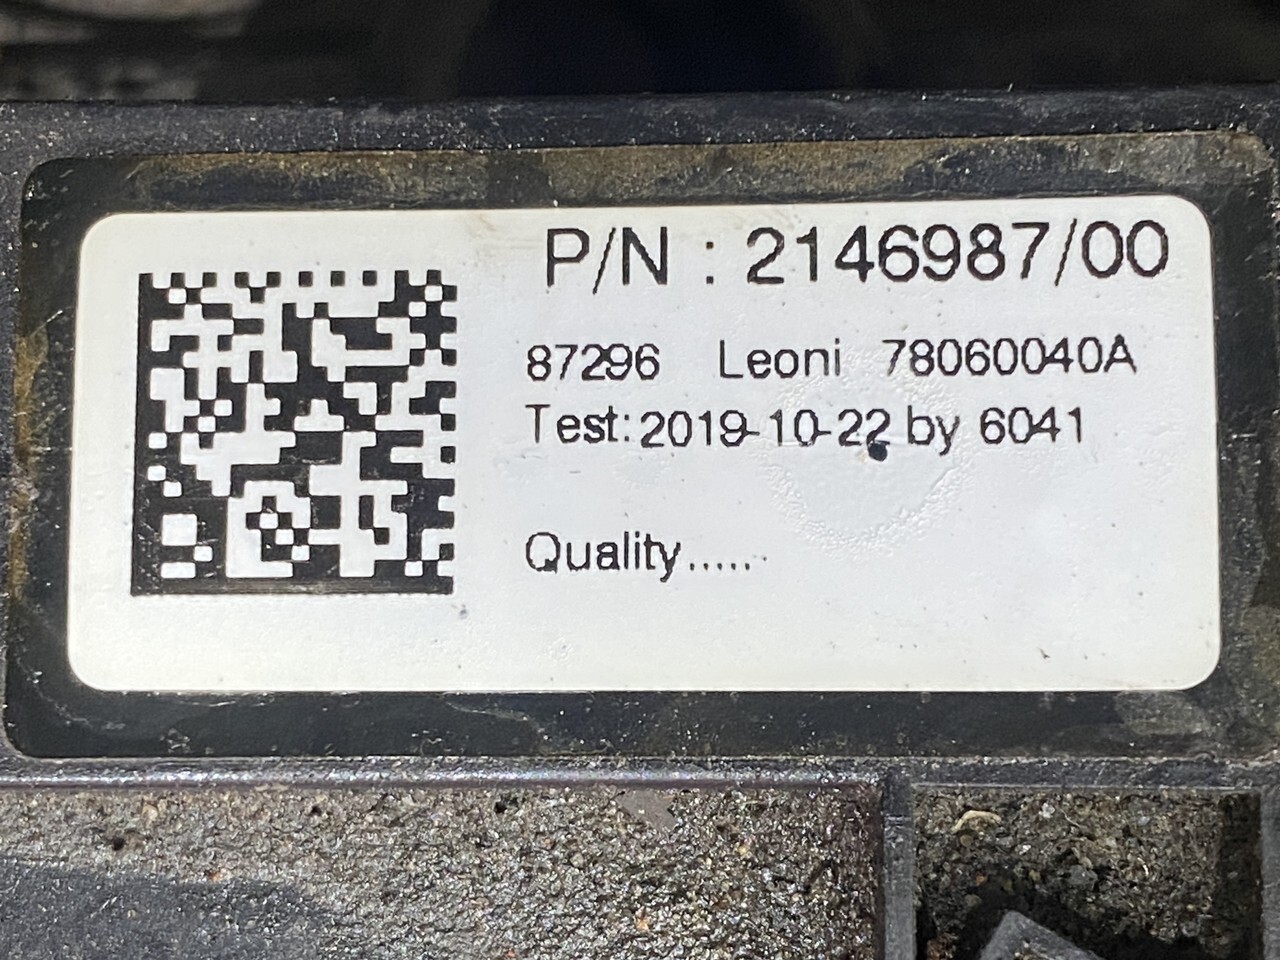 P/N : 2146987/00
87296 Leoni 78060040A
Test:2019-10-22 by 6041
Quality......